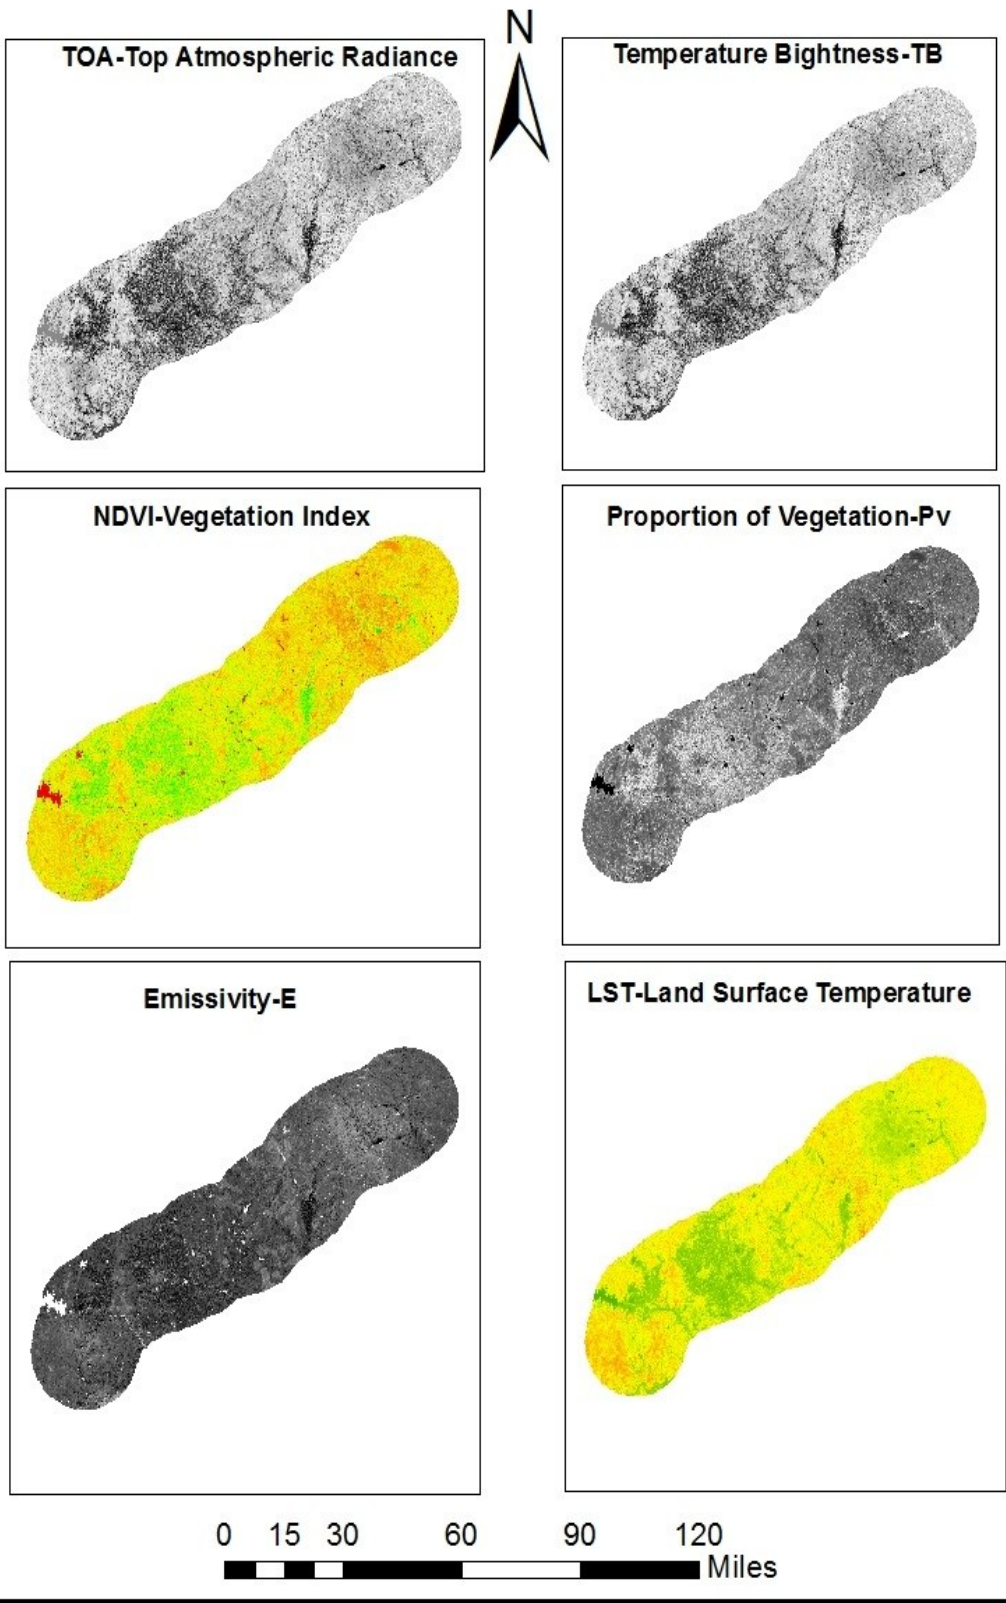 N
TOA-Top Atmospheric Radiance
Temperature Bightness-TB
NDVI-Vegetation Index
Proportion of Vegetation-Pv
Emissivity-E
LST-Land Surface Temperature
0 15 30 60 90 120
Miles